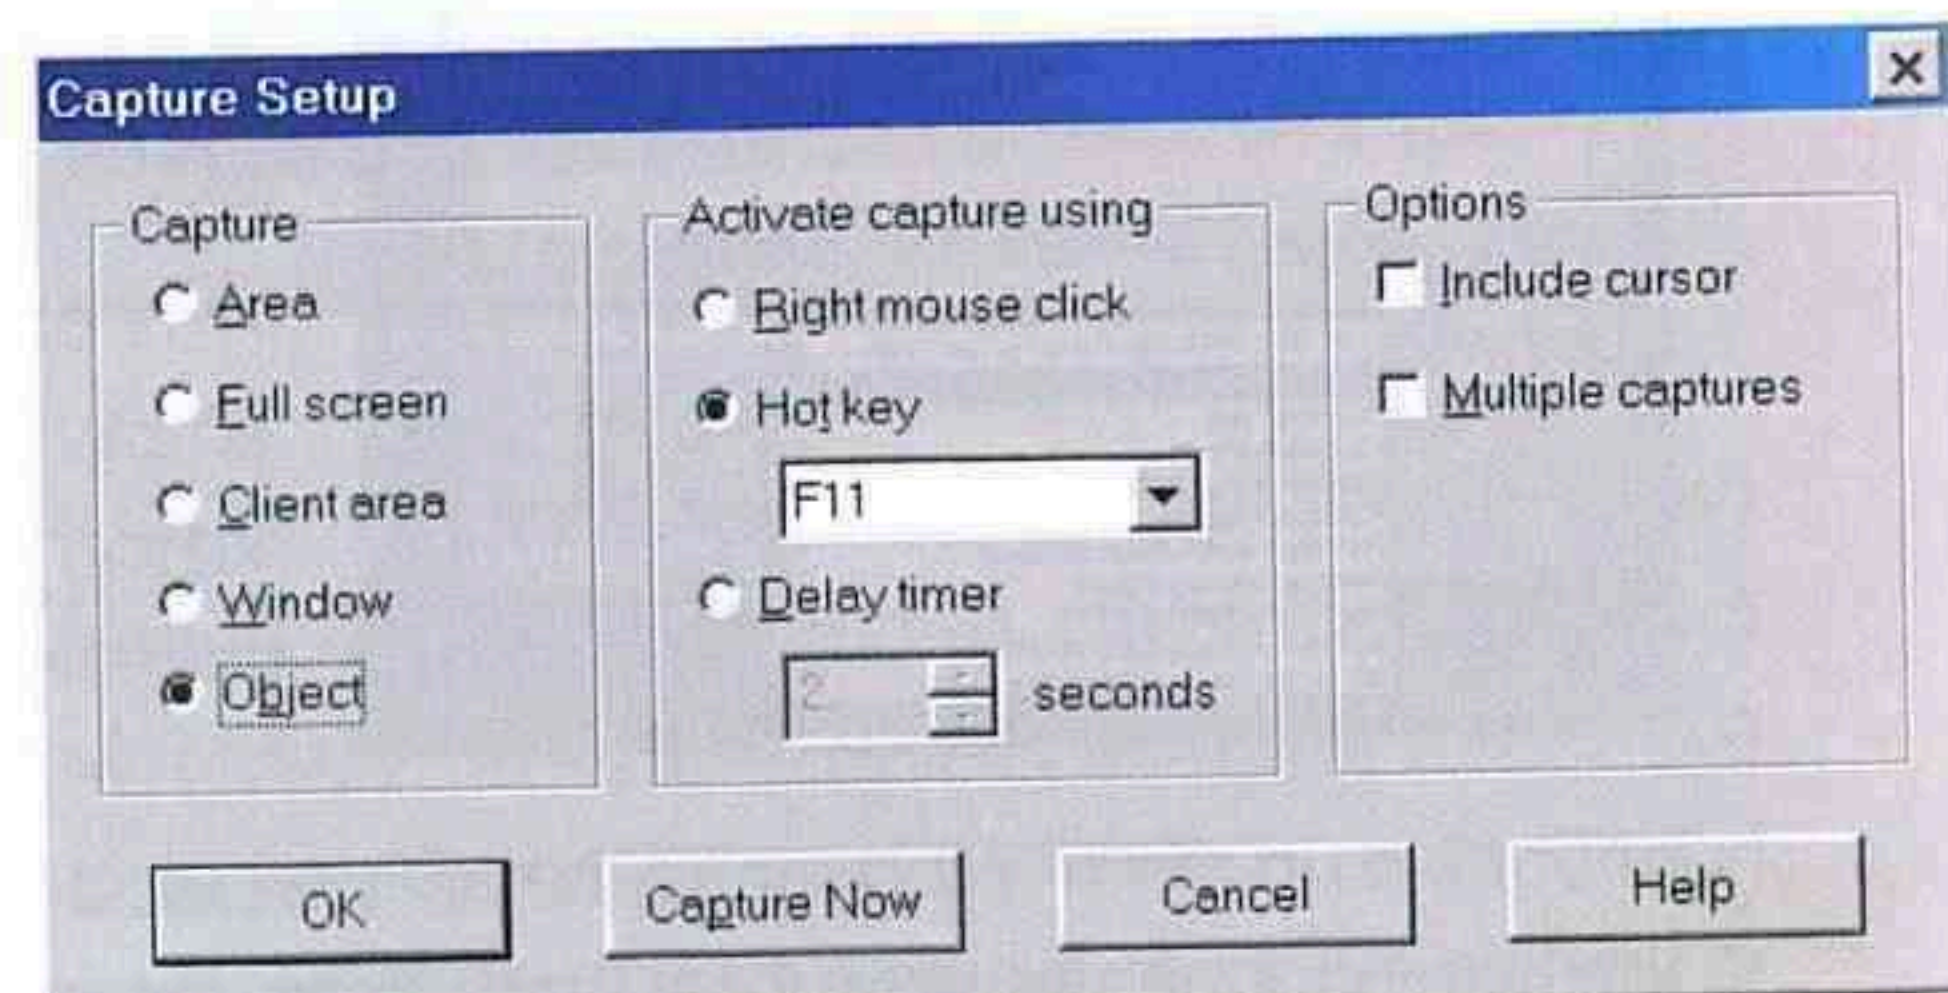 Capture Setup
Capture
Area
Full screen
Client area
Window
Object
Activate capture using
Right mouse click
Hot key
F11
Delay timer
2 seconds
Options
Include cursor
Multiple captures
OK Capture Now Cancel Help